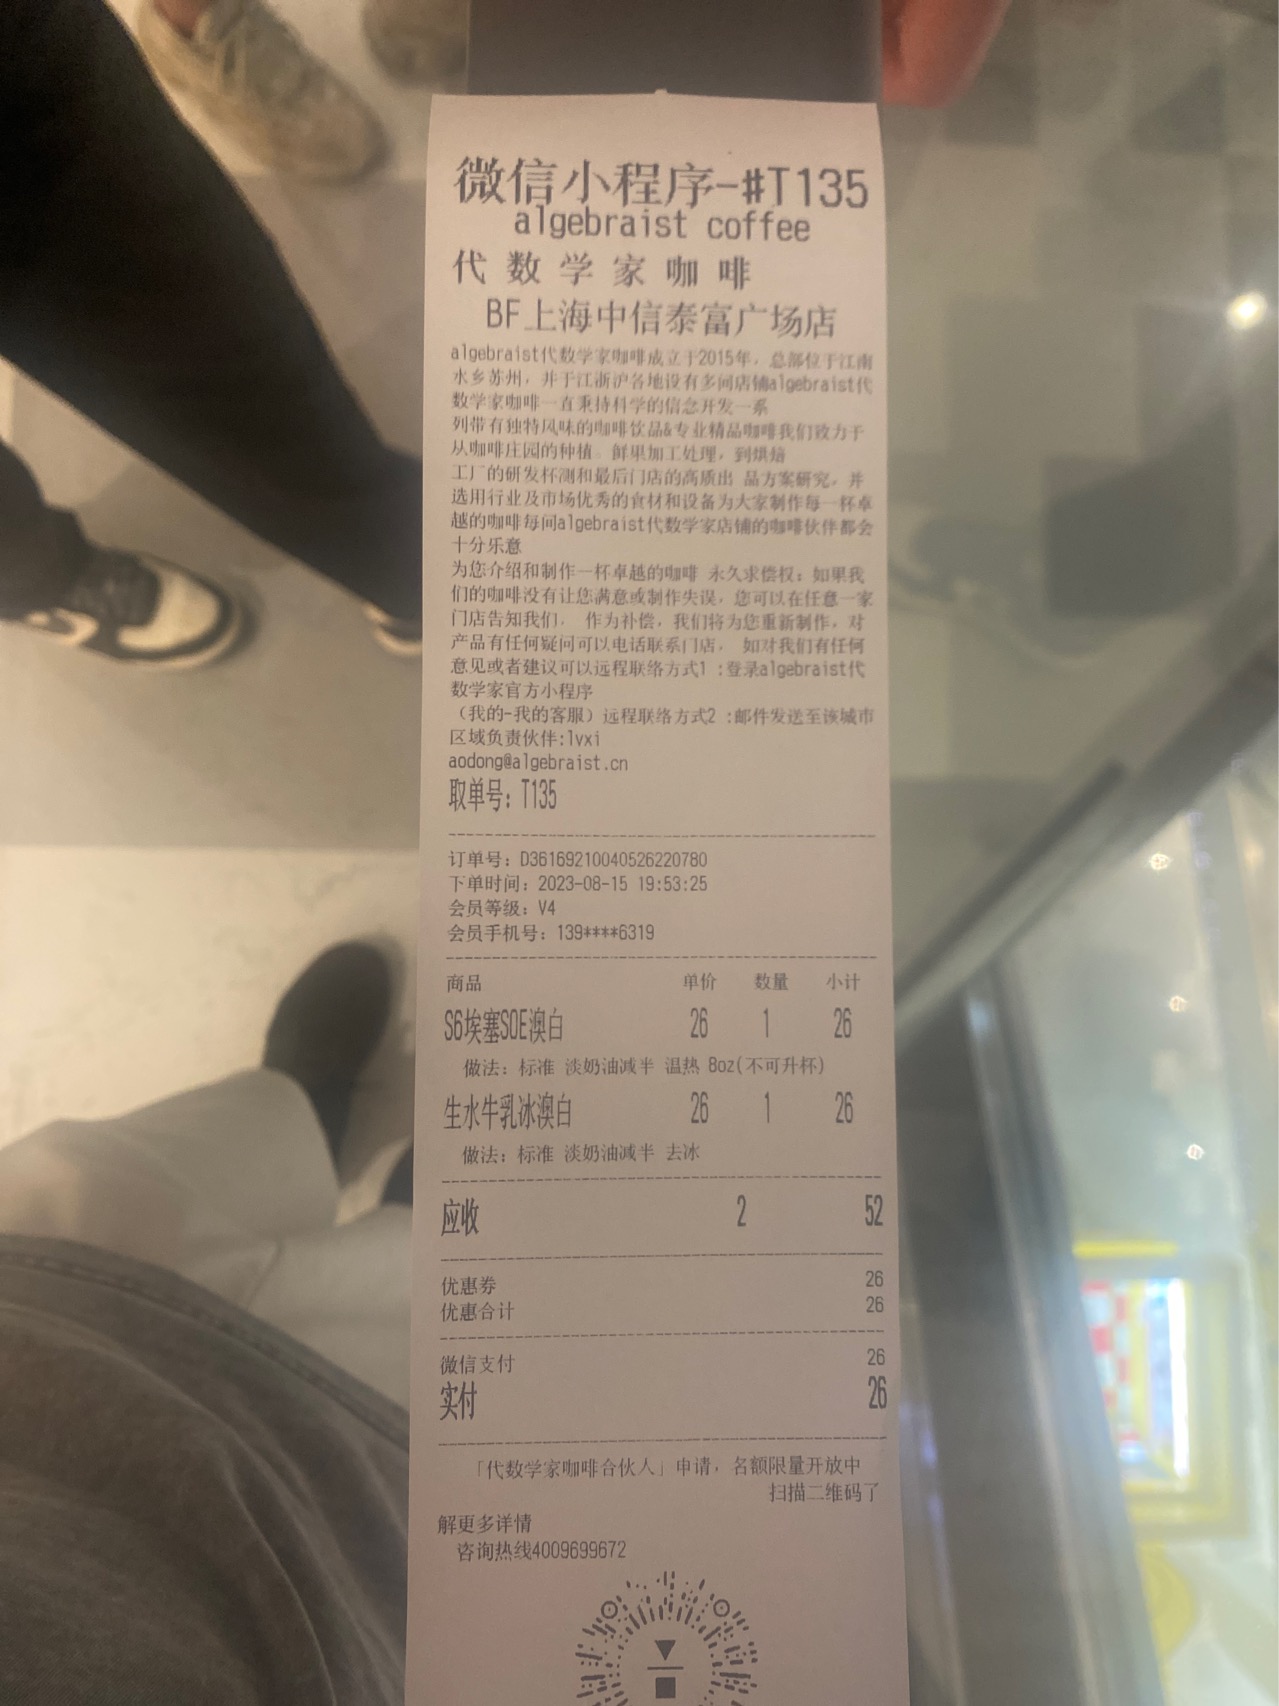 微信小程序-#T135
algebraist coffee
代数学家咖啡
BF上海中信泰富广场店
algebraist代数学家咖啡成立于2015年，总部位于江南
水乡苏州，并于江浙沪各地设有多间店铺algebraist代
数学家咖啡一直秉持科学的信念开发一系
列带有独特风味的咖啡饮品&专业精品咖啡我们致力于
从咖啡庄园的种植、鲜果加工处理，到烘焙
工厂的研发杯测和最后门店的高质出 品方案研究，并
选用行业及市场优秀的食材和设备为大家制作每一杯卓
越的咖啡每间algebraist代数学家店铺的咖啡伙伴都会
十分乐意
为您介绍和制作一杯卓越的咖啡 永久求偿权：如果我
们的咖啡没有让您满意或制作失误，您可以在任意一家
门店告知我们， 作为补偿，我们将为您重新制作，对
产品有任何疑问可以电话联系门店， 如对我们有任何
意见或者建议可以远程联络方式1 :登录algebraist代
数学家官方小程序
（我的-我的客服）远程联络方式2 :邮件发送至该城市
区域负责伙伴:lvxi
aodong@algebraist.cn
取单号：T135
订单号：D36169210040526220780
下单时间：2023-08-15 19:53:25
会员等级：V4
会员手机号：139****6319
商品 单价 数量 小计
S6埃塞SOE澳白 26 1 26
做法：标准 淡奶油减半 温热 8oz(不可升杯)
生水牛乳冰澳白 26 1 26
做法：标准 淡奶油减半 去冰
应收 2 52
优惠券 26
优惠合计 26
微信支付 26
实付 26
「代数学家咖啡合伙人」申请，名额限量开放中
扫描二维码了
解更多详情
咨询热线4009699672